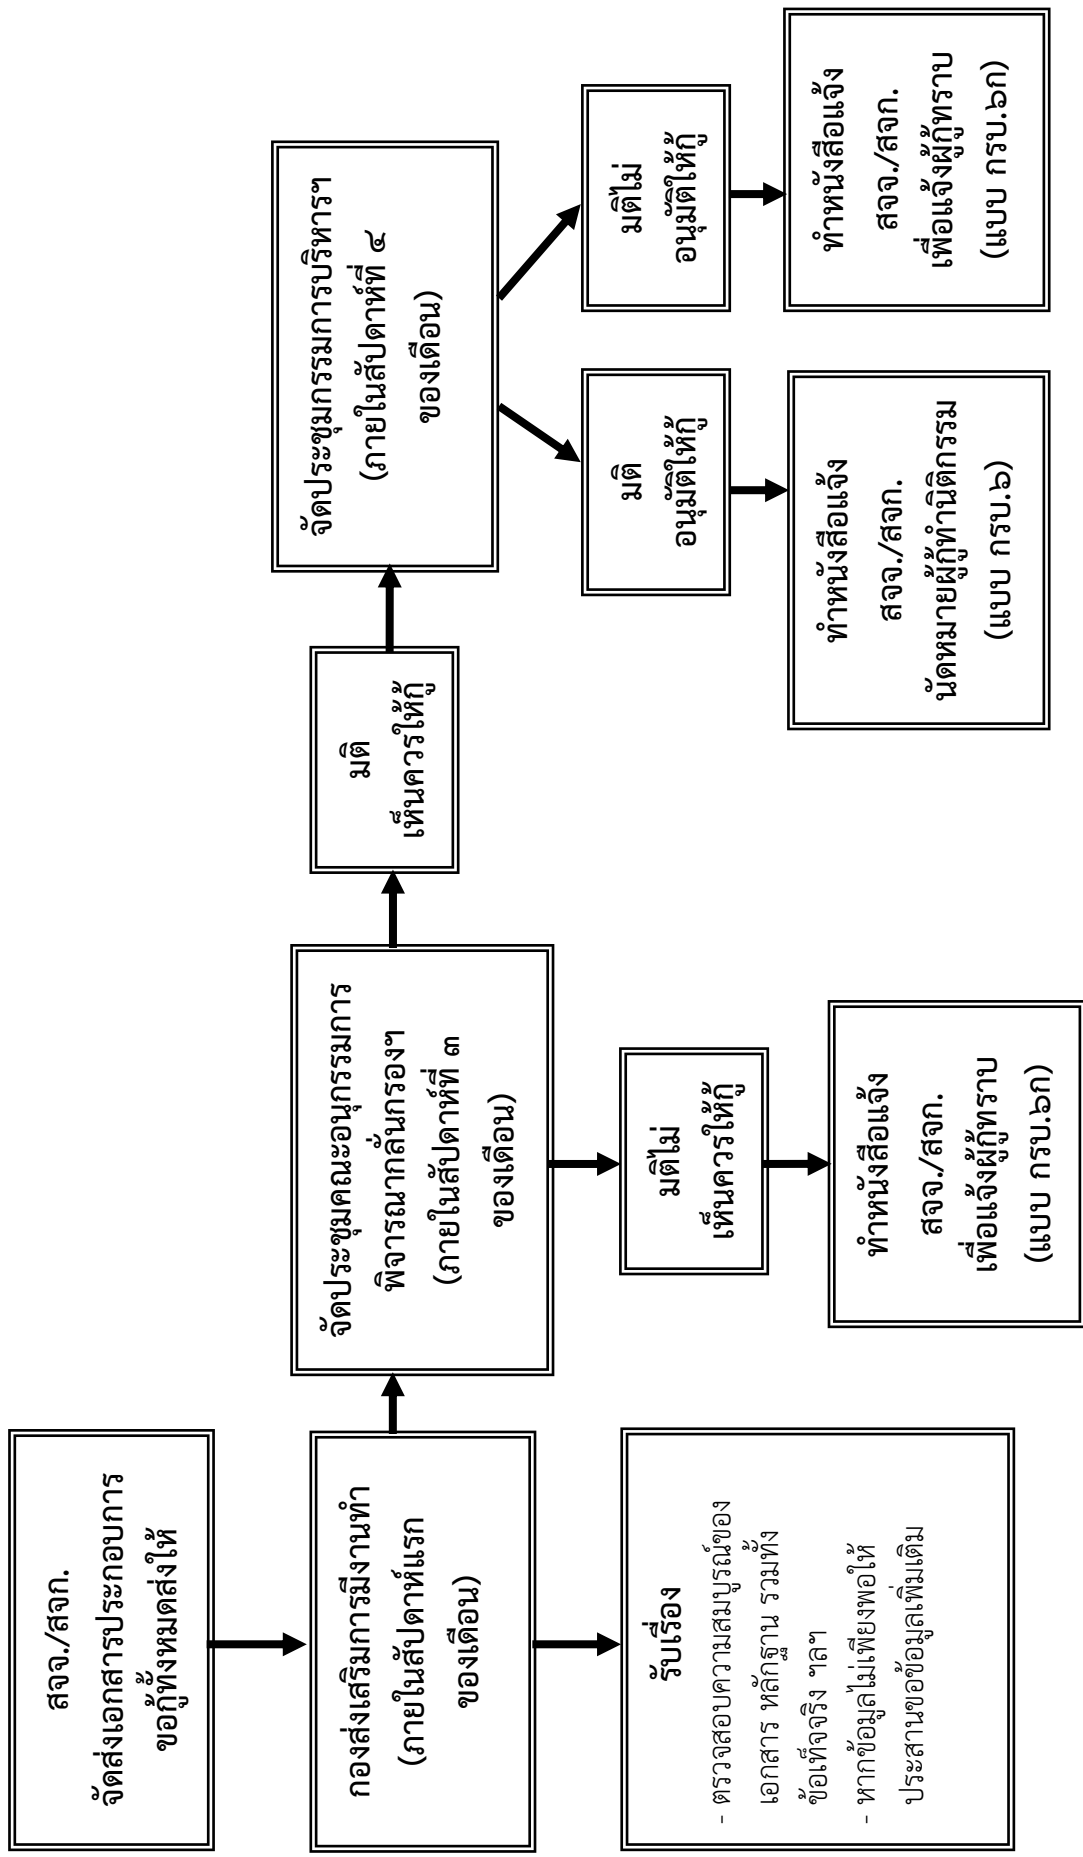 สจจ./สจก.
จัดส่งเอกสารประกอบการ
ขอกู้ทั้งหมดส่งให้
กองส่งเสริมการมีงานทำ
(ภายในสัปดาห์แรก
ของเดือน)
รับเรื่อง
- ตรวจสอบความสมบูรณ์ของ
เอกสาร หลักฐาน รวมทั้ง
ข้อเท็จจริง ฯลฯ
- หากข้อมูลไม่เพียงพอให้
ประสานขอข้อมูลเพิ่มเติม
จัดประชุมคณะอนุกรรมการ
พิจารณากลั่นกรองฯ
(ภายในสัปดาห์ที่ ๓
ของเดือน)
มติไม่
เห็นควรให้กู้
ทำหนังสือแจ้ง
สจจ./สจก.
เพื่อแจ้งผู้กู้ทราบ
(แบบ กรบ.๖ก)
มติ
เห็นควรให้กู้
จัดประชุมกรรมการบริหารฯ
(ภายในสัปดาห์ที่ ๔
ของเดือน)
มติ
อนุมัติให้กู้
ทำหนังสือแจ้ง
สจจ./สจก.
นัดหมายผู้กู้ทำนิติกรรม
(แบบ กรบ.๖)
มติไม่
อนุมัติให้กู้
ทำหนังสือแจ้ง
สจจ./สจก.
เพื่อแจ้งผู้กู้ทราบ
(แบบ กรบ.๖ก)